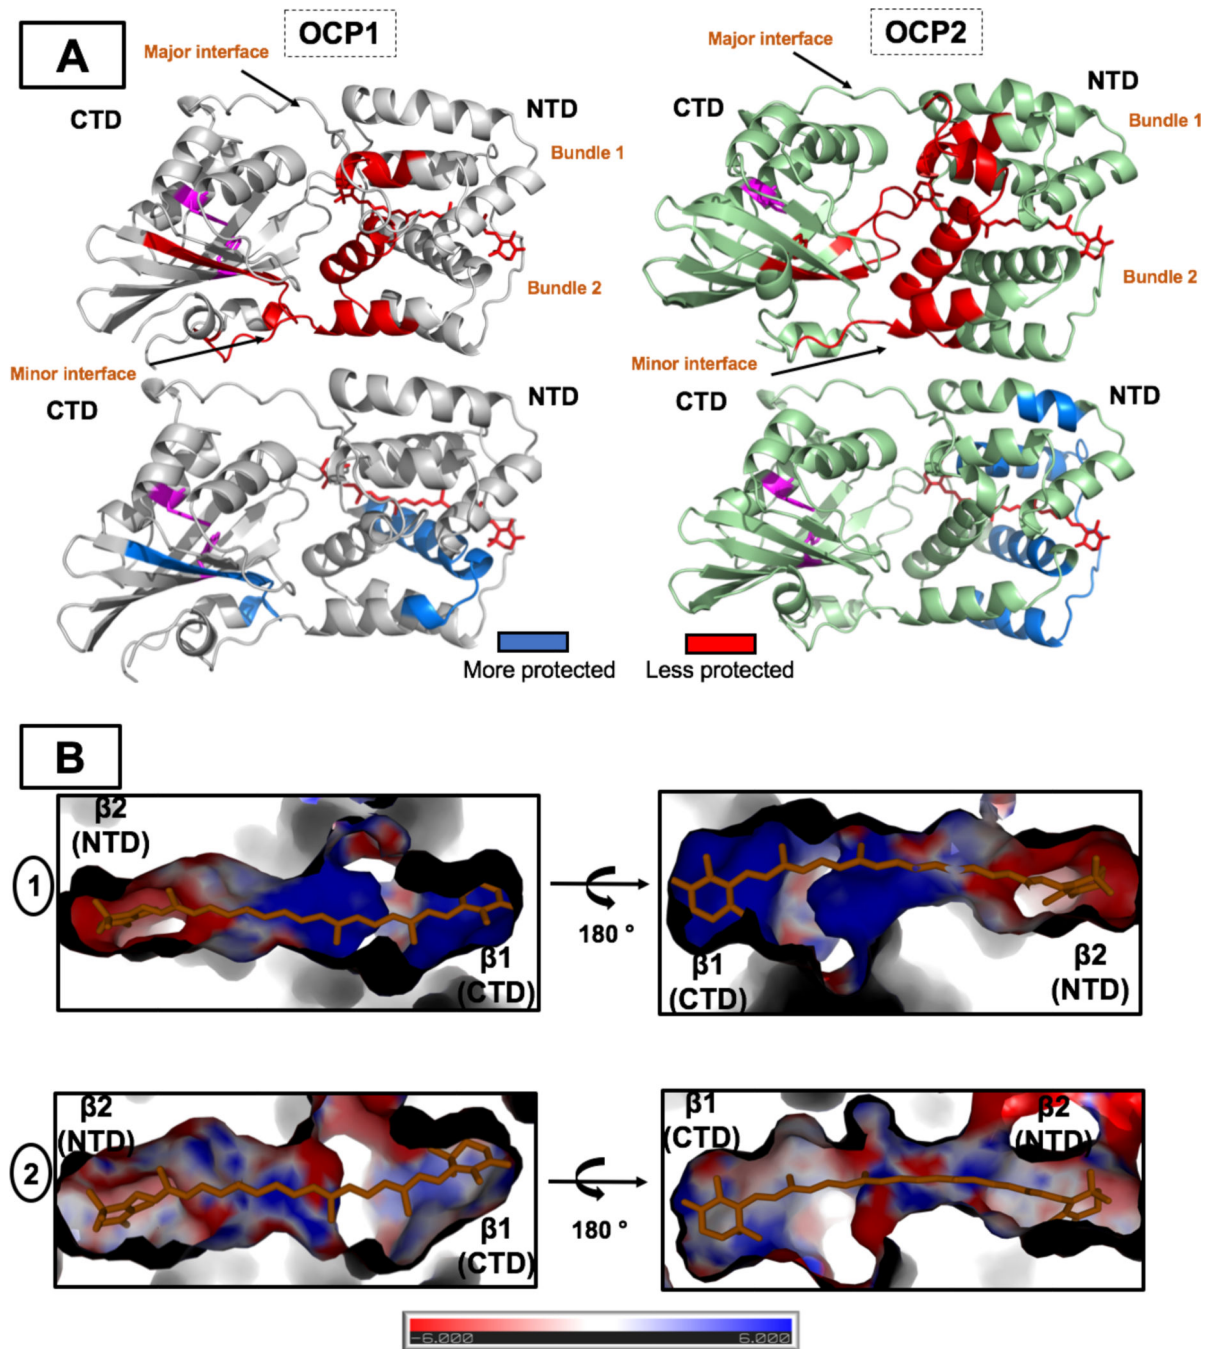 A
OCP1
OCP2
Major interface
Major interface
CTD
NTD
CTD
NTD
Bundle 1
Bundle 1
Bundle 2
Bundle 2
Minor interface
Minor interface
CTD
NTD
CTD
NTD
More protected
Less protected
B
β2
(NTD)
1
180 °
β1
(CTD)
β1
(CTD)
β2
(NTD)
β2
(NTD)
2
180 °
β1
(CTD)
β1
(CTD)
β2
(NTD)
-6.000
6.000